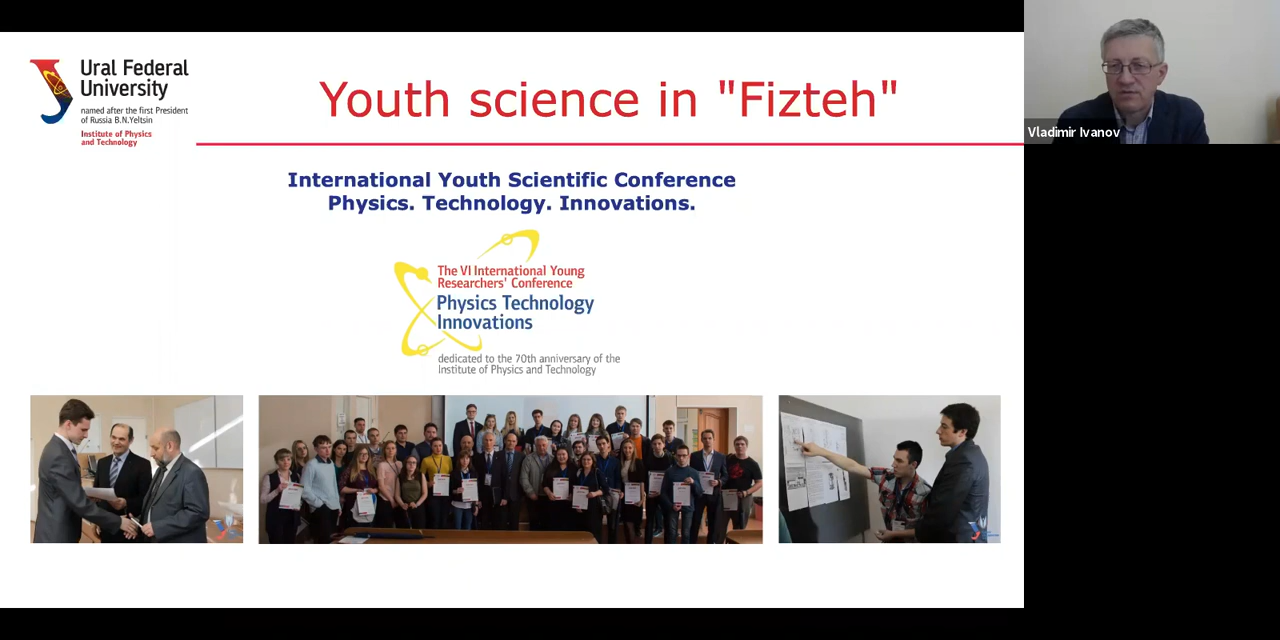 Ural Federal
University
named after the first President
of Russia B.N.Yeltsin
Institute of Physics
and Technology
Youth science in "Fizteh"
Vladimir Ivanov
International Youth Scientific Conference
Physics. Technology. Innovations.
The VI International Young
Researchers' Conference
Physics Technology
Innovations
dedicated to the 70th anniversary of the
Institute of Physics and Technology